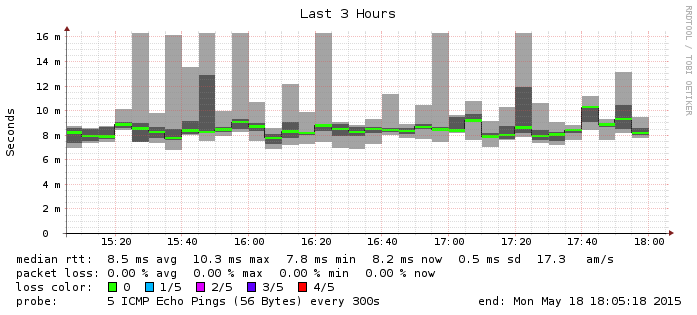 Last 3 Hours
RRDTOOL / TOBI OETIKER
Seconds
16 m
14 m
12 m
10 m
8 m
6 m
4 m
2 m
0
15:20 15:40 16:00 16:20 16:40 17:00 17:20 17:40 18:00
median rtt: 8.5 ms avg 10.3 ms max 7.8 ms min 8.2 ms now 0.5 ms sd 17.3 am/s
packet loss: 0.00 % avg 0.00 % max 0.00 % min 0.00 % now
loss color: 0 1/5 2/5 3/5 4/5
probe: 5 ICMP Echo Pings (56 Bytes) every 300s end: Mon May 18 18:05:18 2015